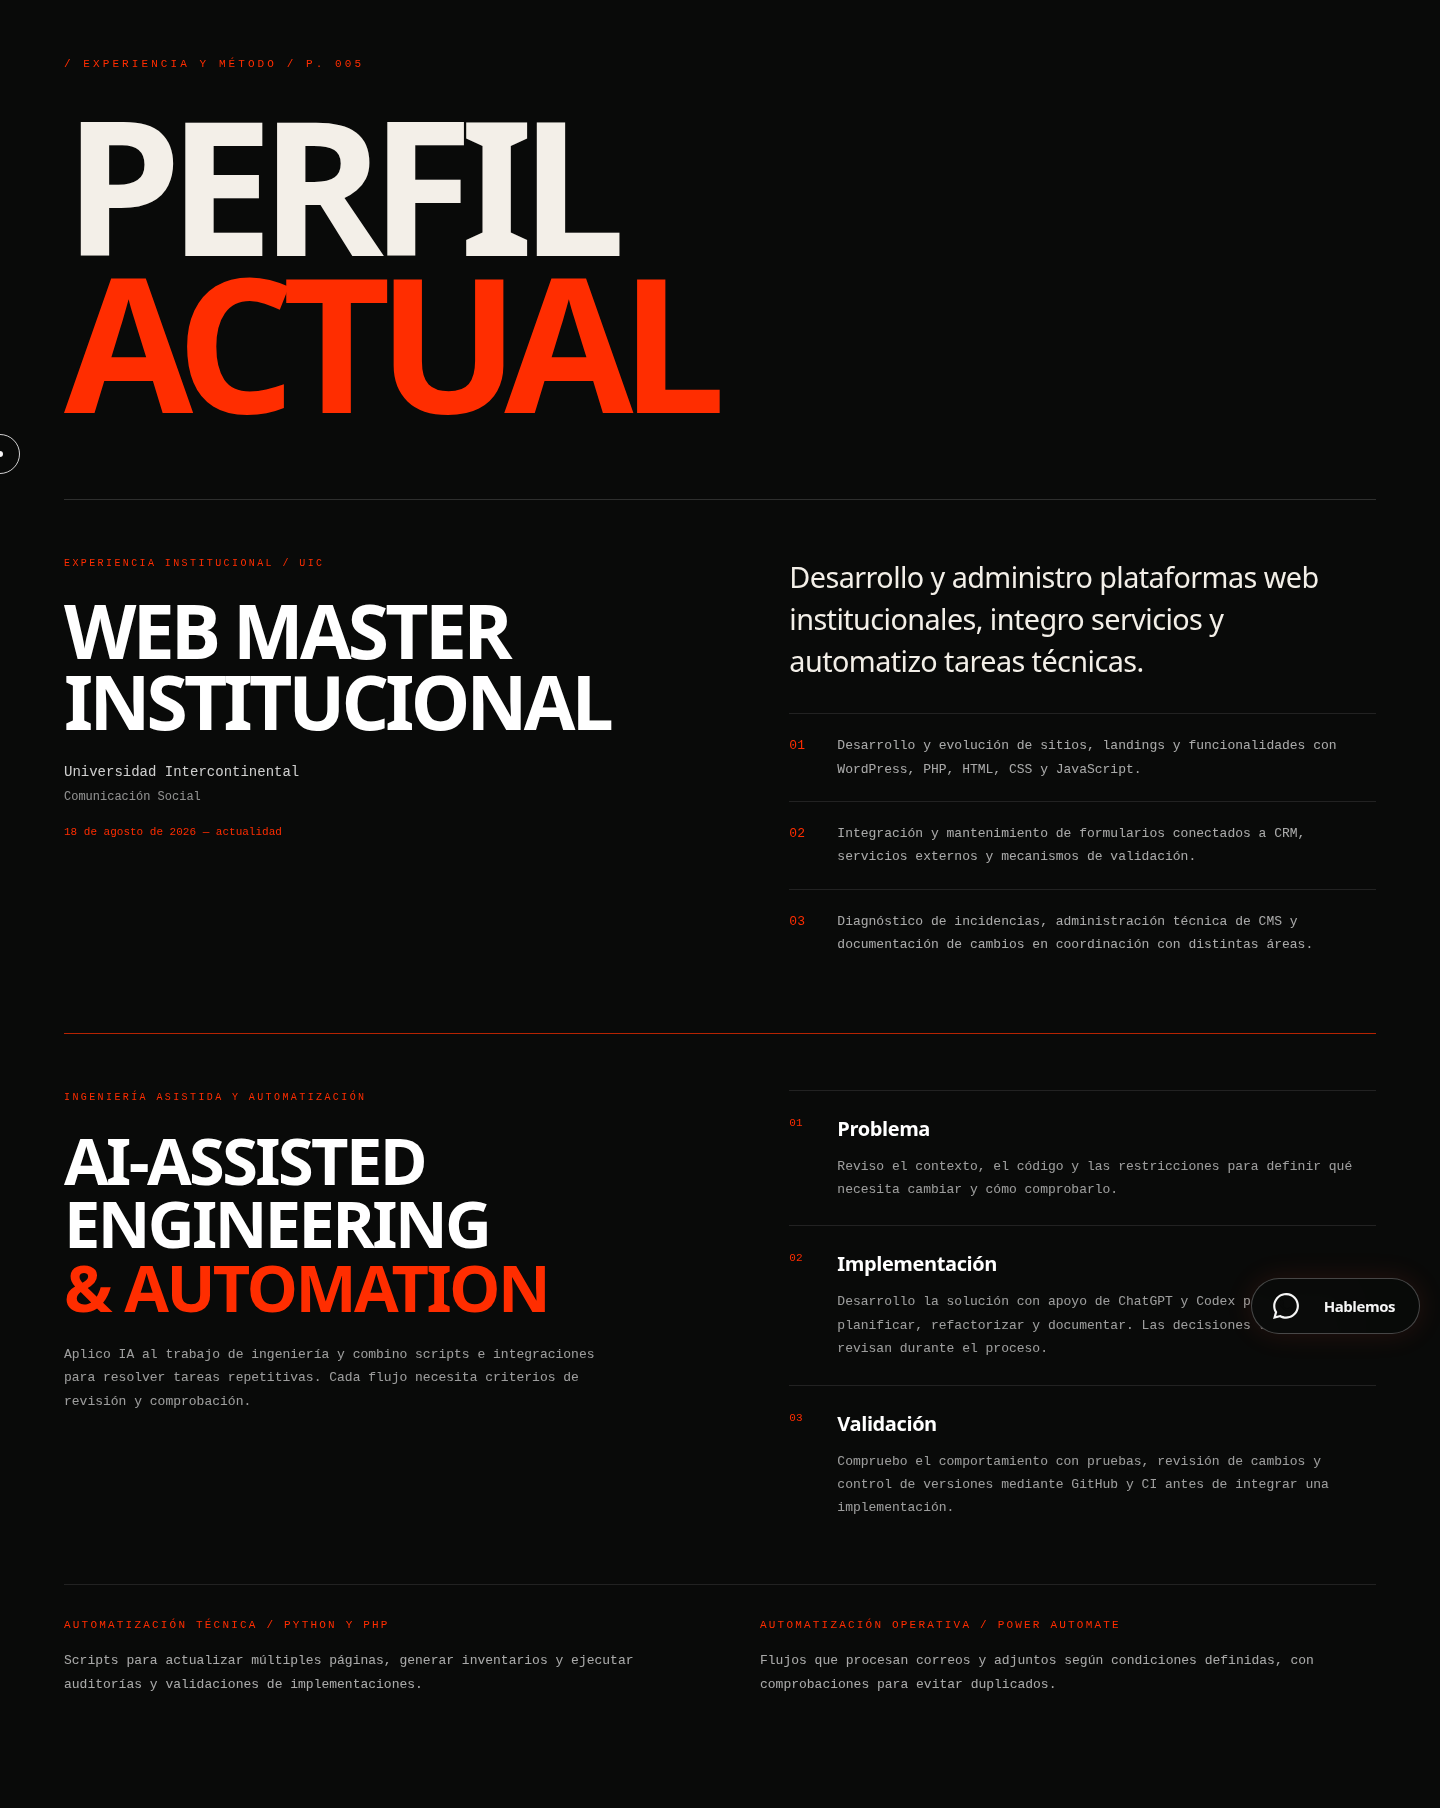 / EXPERIENCIA Y MÉTODO / P. 005
PERFIL
ACTUAL
EXPERIENCIA INSTITUCIONAL / UIC
WEB MASTER
INSTITUCIONAL
Universidad Intercontinental
Comunicación Social
18 de agosto de 2026 — actualidad
Desarrollo y administro plataformas web
institucionales, integro servicios y
automatizo tareas técnicas.
01 Desarrollo y evolución de sitios, landings y funcionalidades con
WordPress, PHP, HTML, CSS y JavaScript.
02 Integración y mantenimiento de formularios conectados a CRM,
servicios externos y mecanismos de validación.
03 Diagnóstico de incidencias, administración técnica de CMS y
documentación de cambios en coordinación con distintas áreas.
INGENIERÍA ASISTIDA Y AUTOMATIZACIÓN
AI-ASSISTED
ENGINEERING
& AUTOMATION
Aplico IA al trabajo de ingeniería y combino scripts e integraciones
para resolver tareas repetitivas. Cada flujo necesita criterios de
revisión y comprobación.
01 Problema
Reviso el contexto, el código y las restricciones para definir qué
necesita cambiar y cómo comprobarlo.
02 Implementación
Desarrollo la solución con apoyo de ChatGPT y Codex
planificar, refactorizar y documentar. Las decisiones
revisan durante el proceso.
Hablemos
03 Validación
Compruebo el comportamiento con pruebas, revisión de cambios y
control de versiones mediante GitHub y CI antes de integrar una
implementación.
AUTOMATIZACIÓN TÉCNICA / PYTHON Y PHP
Scripts para actualizar múltiples páginas, generar inventarios y ejecutar
auditorías y validaciones de implementaciones.
AUTOMATIZACIÓN OPERATIVA / POWER AUTOMATE
Flujos que procesan correos y adjuntos según condiciones definidas, con
comprobaciones para evitar duplicados.